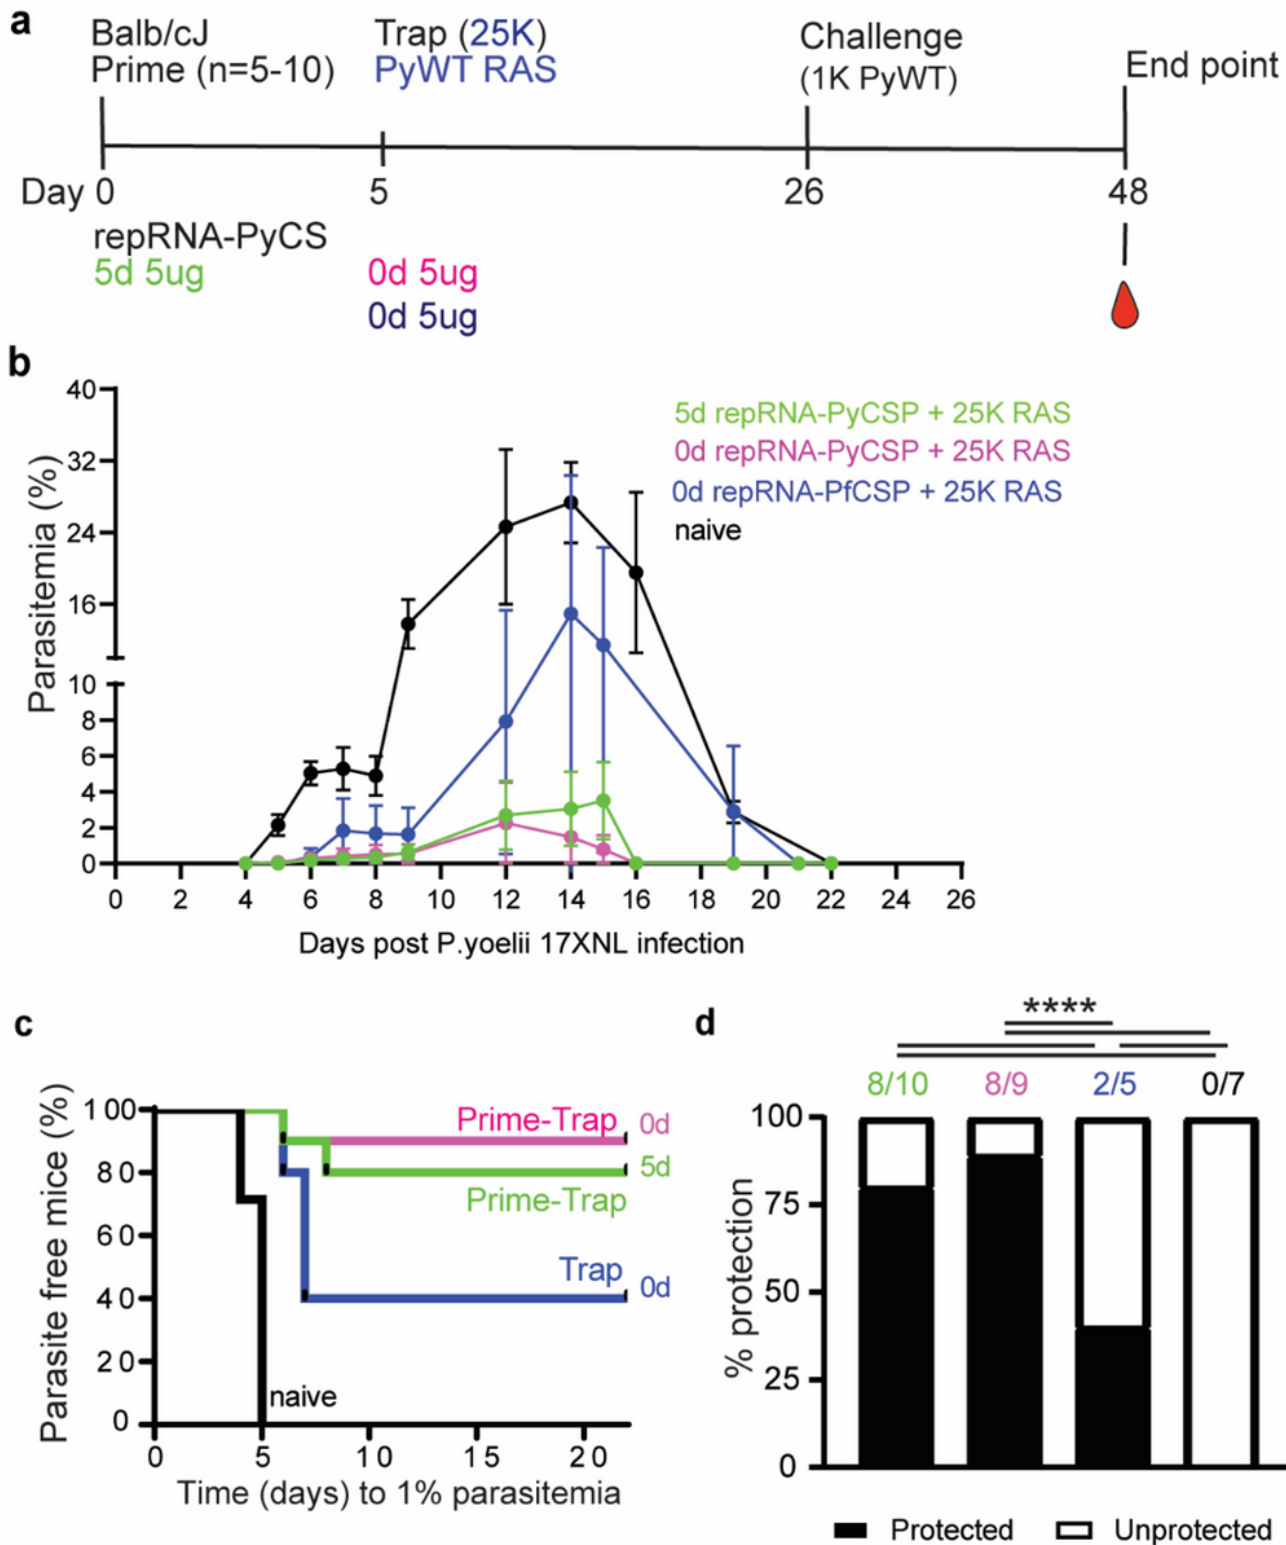 a
Balb/cJ
Prime (n=5-10)
Trap (25K)
PyWT RAS
Challenge
(1K PyWT)
End point
Day 0
5
26
48
repRNA-PyCS
5d 5ug
0d 5ug
0d 5ug
b
Parasitemia (%)
40
32
24
16
10
8
6
4
2
0
0 2 4 6 8 10 12 14 16 18 20 22 24 26
Days post P.yoelii 17XNL infection
5d repRNA-PyCSP + 25K RAS
0d repRNA-PyCSP + 25K RAS
0d repRNA-PfCSP + 25K RAS
naive
c
Parasite free mice (%)
100
80
60
40
20
0
0 5 10 15 20
Time (days) to 1% parasitemia
Prime-Trap 0d
5d
Prime-Trap
Trap 0d
naive
d
****
8/10 8/9 2/5 0/7
% protection
100
75
50
25
0
Protected Unprotected